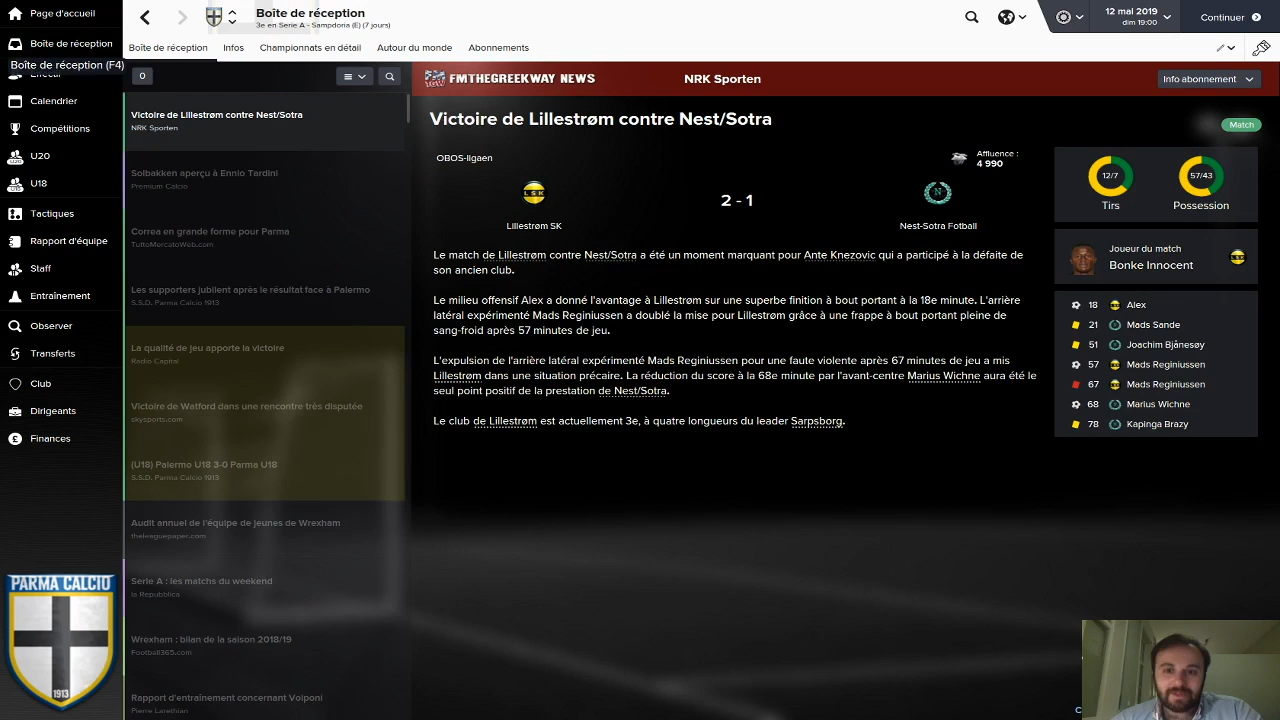 Page d'accueil
Boîte de réception
Boîte de réception (F4)
Calendrier
Compétitions
U20
U18
Tactiques
Rapport d'équipe
Staff
Entraînement
Observer
Transferts
Club
Dirigeants
Finances
PARMA CALCIO
1913
Boîte de réception
3e en Serie A - Sampdoria (E) (7 jours)
12 mai 2019
dim 19:00
Continuer
Boîte de réception
Infos
Championnats en détail
Autour du monde
Abonnements
0
Victoire de Lillestrøm contre Nest/Sotra
NRK Sporten
Solbakken aperçu à Ennio Tardini
Premium Calcio
Correa en grande forme pour Parma
TuttoMercatoWeb.com
Les supporters jubilent après le résultat face à Palermo
S.S.D. Parma Calcio 1913
La qualité de jeu apporte la victoire
Radio Capital
Victoire de Watford dans une rencontre très disputée
skysports.com
(U18) Palermo U18 3-0 Parma U18
S.S.D. Parma Calcio 1913
Audit annuel de l'équipe de jeunes de Wrexham
theleaguepaper.com
Serie A : les matchs du weekend
la Repubblica
Wrexham : bilan de la saison 2018/19
Football365.com
Rapport d'entraînement concernant Volponi
Pierre Larethian
FMTHEGREEKWAY NEWS
NRK Sporten
Info abonnement
Victoire de Lillestrøm contre Nest/Sotra
Match
OBOS-ligaen
Affluence :
4 990
LSK
2 - 1
N
Lillestrøm SK
Nest-Sotra Fotball
Le match de Lillestrøm contre Nest/Sotra a été un moment marquant pour Ante Knezovic qui a participé à la défaite de
son ancien club.
Le milieu offensif Alex a donné l'avantage à Lillestrøm sur une superbe finition à bout portant à la 18e minute. L'arrière
latéral expérimenté Mads Reginiussen a doublé la mise pour Lillestrøm grâce à une frappe à bout portant pleine de
sang-froid après 57 minutes de jeu.
L'expulsion de l'arrière latéral expérimenté Mads Reginiussen pour une faute violente après 67 minutes de jeu a mis
Lillestrøm dans une situation précaire. La réduction du score à la 68e minute par l'avant-centre Marius Wichne aura été le
seul point positif de la prestation de Nest/Sotra.
Le club de Lillestrøm est actuellement 3e, à quatre longueurs du leader Sarpsborg.
12/7
57/43
Tirs
Possession
Joueur du match
Bonke Innocent
18 Alex
21 Mads Sande
51 Joachim Bjånesøy
57 Mads Reginiussen
67 Mads Reginiussen
68 Marius Wichne
78 Kapinga Brazy